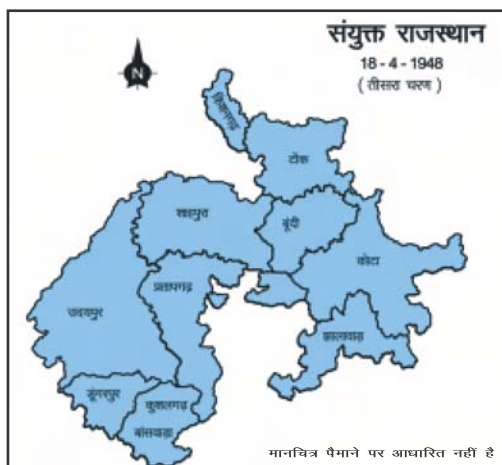 संयुक्त राजस्थान
18 - 4 - 1948
( तीसरा चरण )
N
किशनगढ़
टोंक
शाहपुरा
बूंदी
कोटा
प्रतापगढ़
उदयपुर
झालावाड़
डूंगरपुर
कुशलगढ़
बांसवाड़ा
मानचित्र पैमाने पर आधारित नहीं है